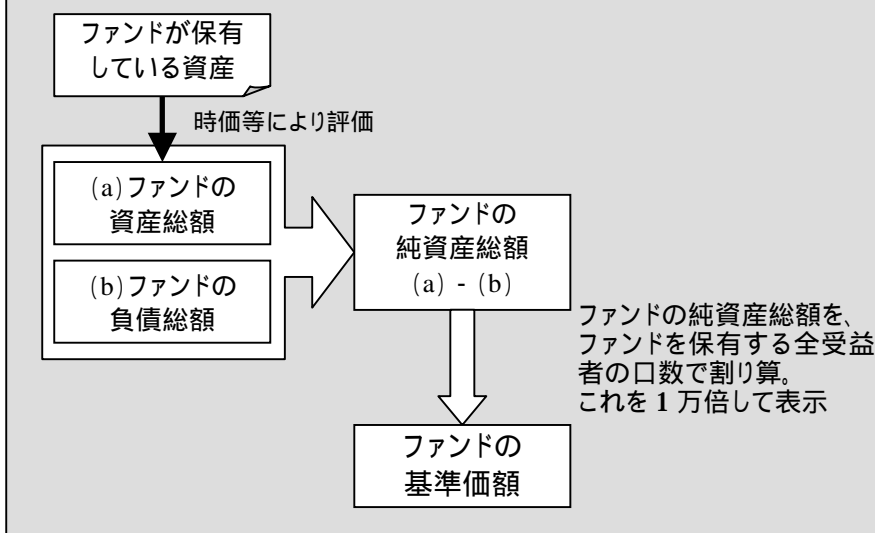 ファンドが保有
している資産
時価等により評価
(a)ファンドの
資産総額
(b)ファンドの
負債総額
ファンドの
純資産総額
(a) - (b)
ファンドの純資産総額を、
ファンドを保有する全受益
者の口数で割り算。
これを 1 万倍して表示
ファンドの
基準価額